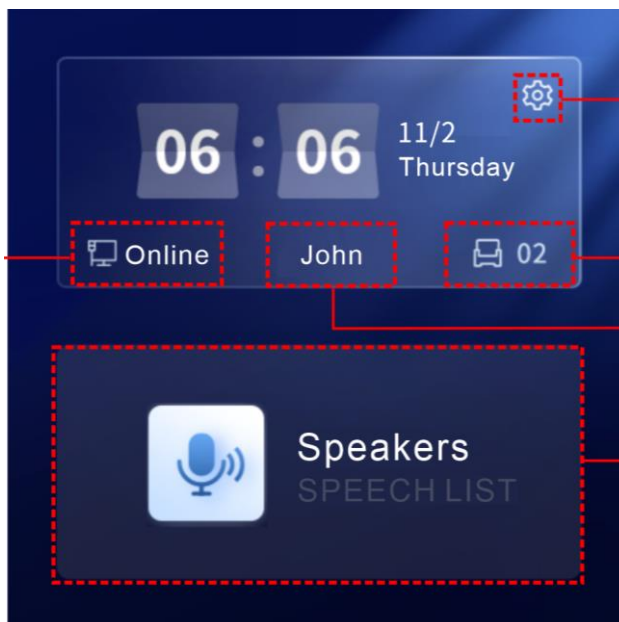 06 : 06
11/2
Thursday
Online
John
02
Speakers
SPEECH LIST